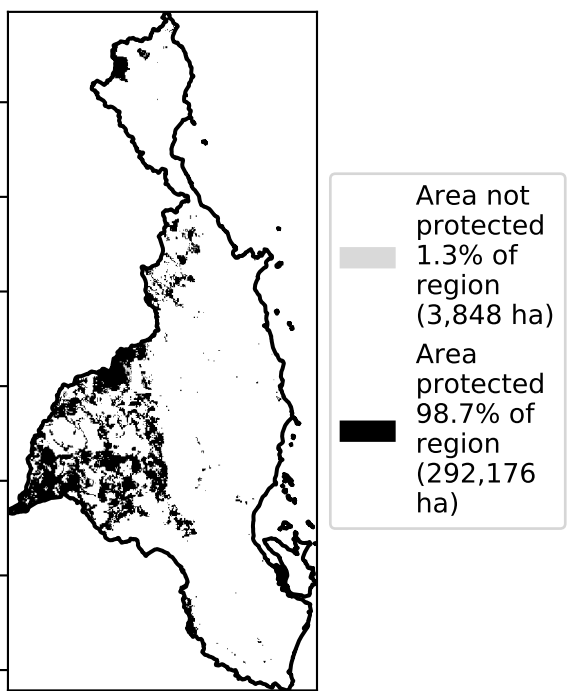 Area not
protected
1.3% of
region
(3,848 ha)
Area
protected
98.7% of
region
(292,176
ha)